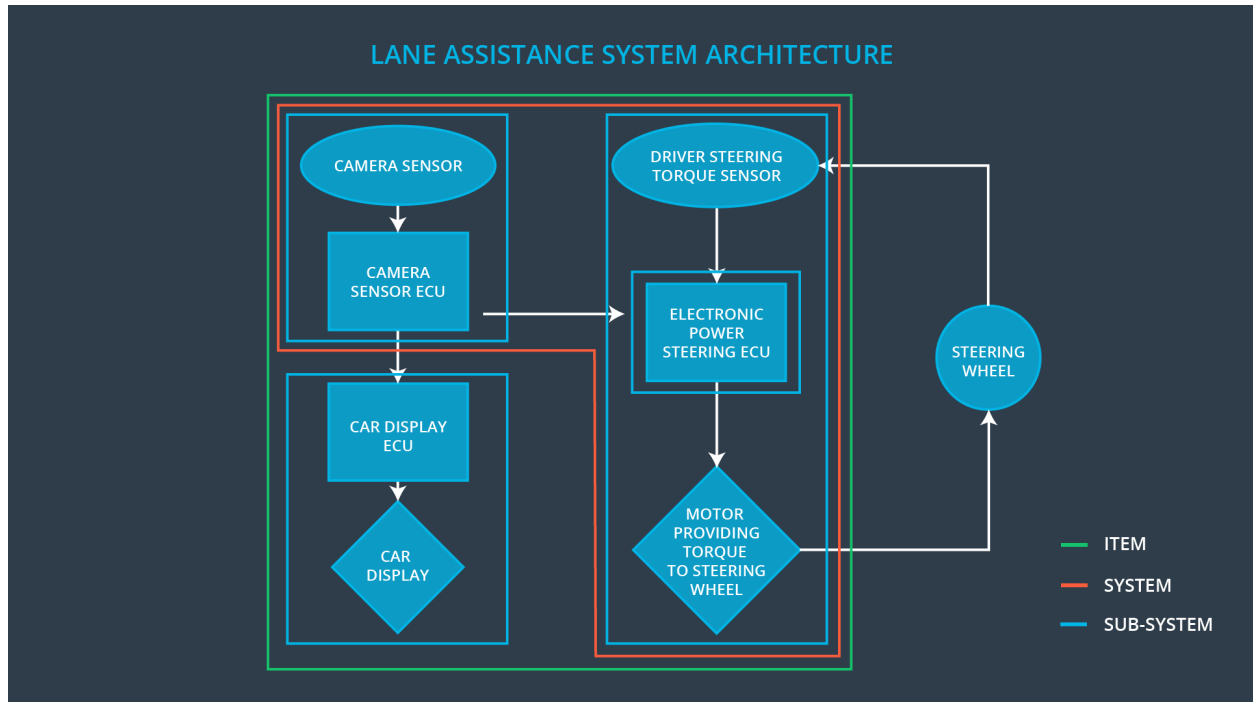 LANE ASSISTANCE SYSTEM ARCHITECTURE
CAMERA SENSOR
CAMERA
SENSOR ECU
CAR DISPLAY
ECU
CAR
DISPLAY
DRIVER STEERING
TORQUE SENSOR
ELECTRONIC
POWER
STEERING ECU
MOTOR
PROVIDING
TORQUE
TO STEERING
WHEEL
STEERING
WHEEL
ITEM
SYSTEM
SUB-SYSTEM